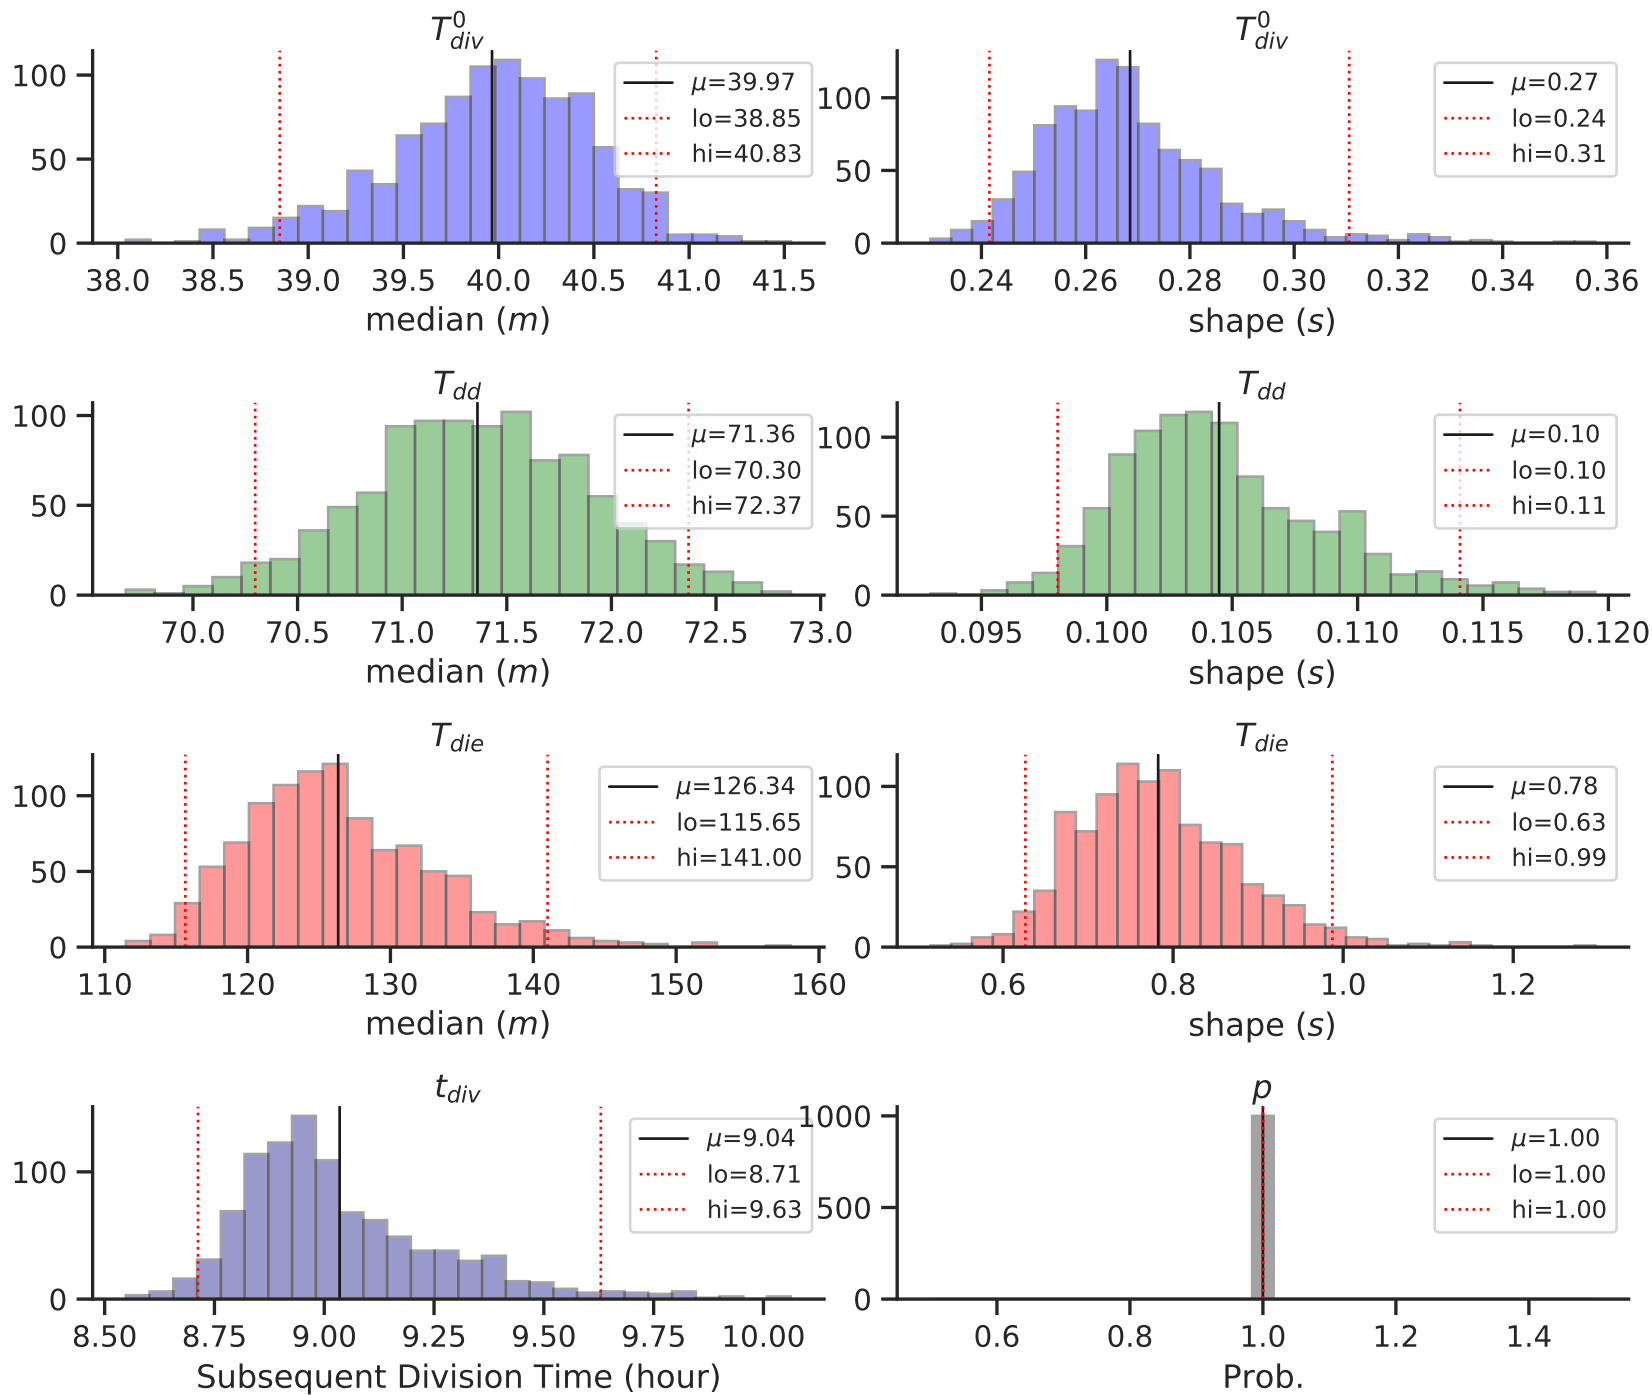 T⁰div
100
50
0
μ=39.97
lo=38.85
hi=40.83
38.0 38.5 39.0 39.5 40.0 40.5 41.0 41.5
median (m)
T⁰div
100
50
0
μ=0.27
lo=0.24
hi=0.31
0.24 0.26 0.28 0.30 0.32 0.34 0.36
shape (s)
Tdd
100
50
0
μ=71.36
lo=70.30
hi=72.37
70.0 70.5 71.0 71.5 72.0 72.5 73.0
median (m)
Tdd
100
50
0
μ=0.10
lo=0.10
hi=0.11
0.095 0.100 0.105 0.110 0.115 0.120
shape (s)
Tdie
100
50
0
μ=126.34
lo=115.65
hi=141.00
110 120 130 140 150 160
median (m)
Tdie
100
50
0
μ=0.78
lo=0.63
hi=0.99
0.6 0.8 1.0 1.2
shape (s)
tdiv
100
0
μ=9.04
lo=8.71
hi=9.63
8.50 8.75 9.00 9.25 9.50 9.75 10.00
Subsequent Division Time (hour)
p
1000
500
0
μ=1.00
lo=1.00
hi=1.00
0.6 0.8 1.0 1.2 1.4
Prob.